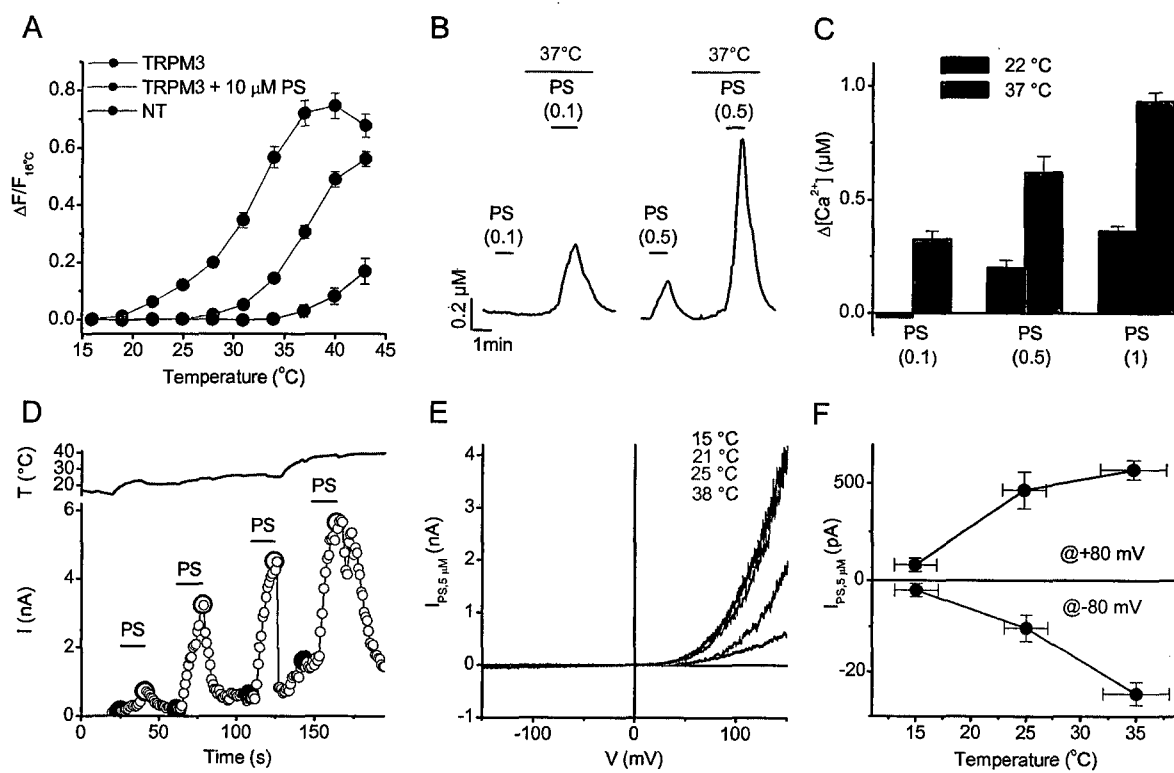 A
TRPM3
TRPM3 + 10 μM PS
NT
0.8
0.6
0.4
0.2
0.0
ΔF/F16°C
15 20 25 30 35 40 45
Temperature (°C)
B
37°C 37°C
PS PS
(0.1) (0.5)
PS PS
(0.1) (0.5)
0.2 μM
1min
C
22 °C
37 °C
1.0
0.5
0.0
Δ[Ca2+] (μM)
PS PS PS
(0.1) (0.5) (1)
D
T (°C)
40
30
20
PS
PS
PS
PS
6
4
2
0
I (nA)
0 50 100 150
Time (s)
E
15 °C
21 °C
25 °C
38 °C
4
3
2
1
0
-1
IPS,5 μM (nA)
-100 0 100
V (mV)
F
500
0
-20
IPS,5 μM (pA)
@+80 mV
@-80 mV
15 20 25 30 35
Temperature (°C)